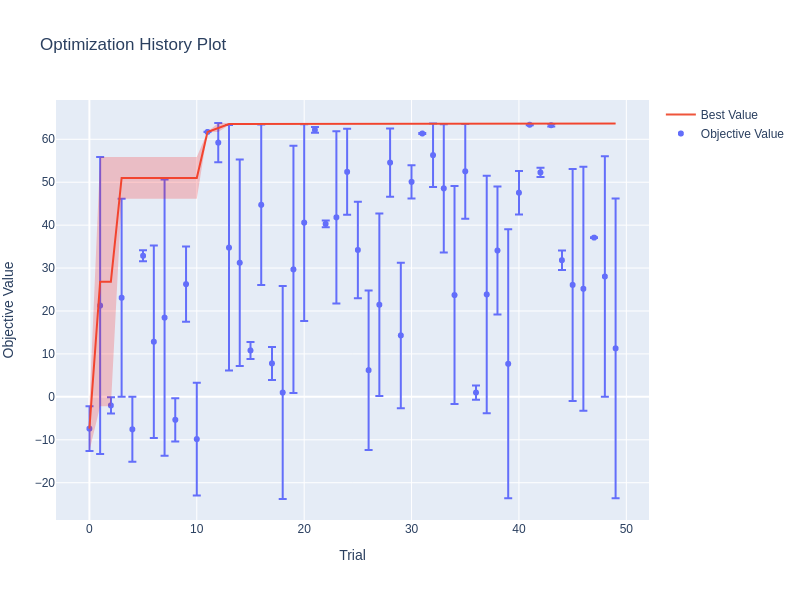 Optimization History Plot
Best Value
Objective Value
60
50
40
30
20
10
0
−10
−20
Objective Value
0 10 20 30 40 50
Trial